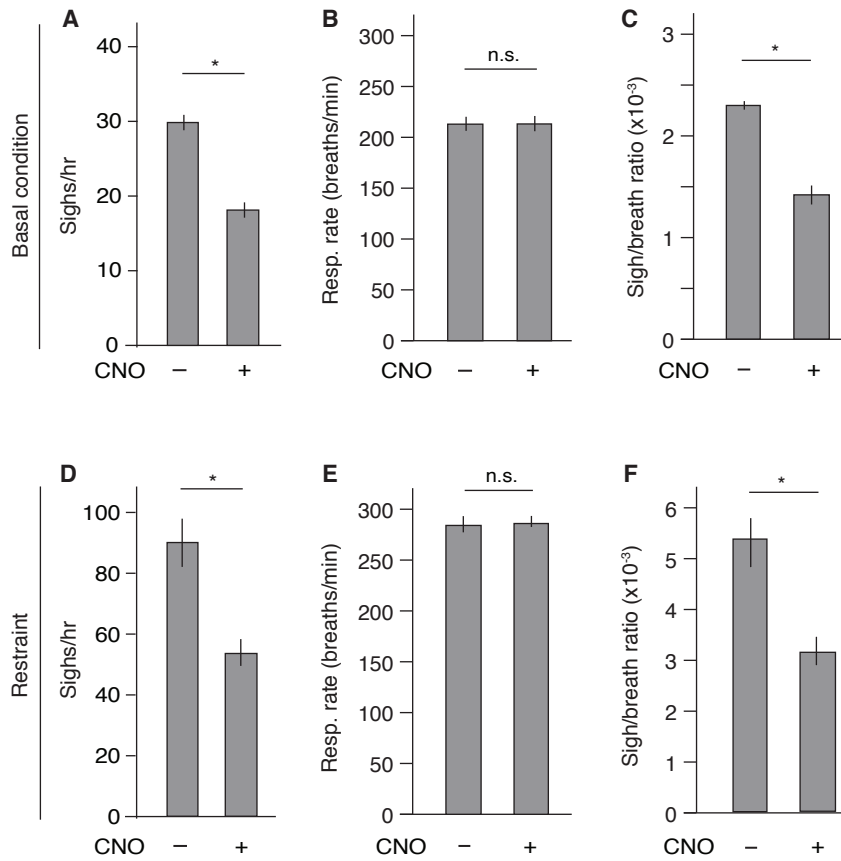 A
B
C
Basal condition
Sighs/hr
40
30
20
10
0
*
CNO – +
Resp. rate (breaths/min)
300
250
200
150
100
50
0
n.s.
CNO – +
Sigh/breath ratio (x10⁻³)
3
2
1
0
*
CNO – +
D
E
F
Restraint
Sighs/hr
100
80
60
40
20
0
*
CNO – +
Resp. rate (breaths/min)
300
250
200
150
100
50
0
n.s.
CNO – +
Sigh/breath ratio (x10⁻³)
6
5
4
3
2
1
0
*
CNO – +